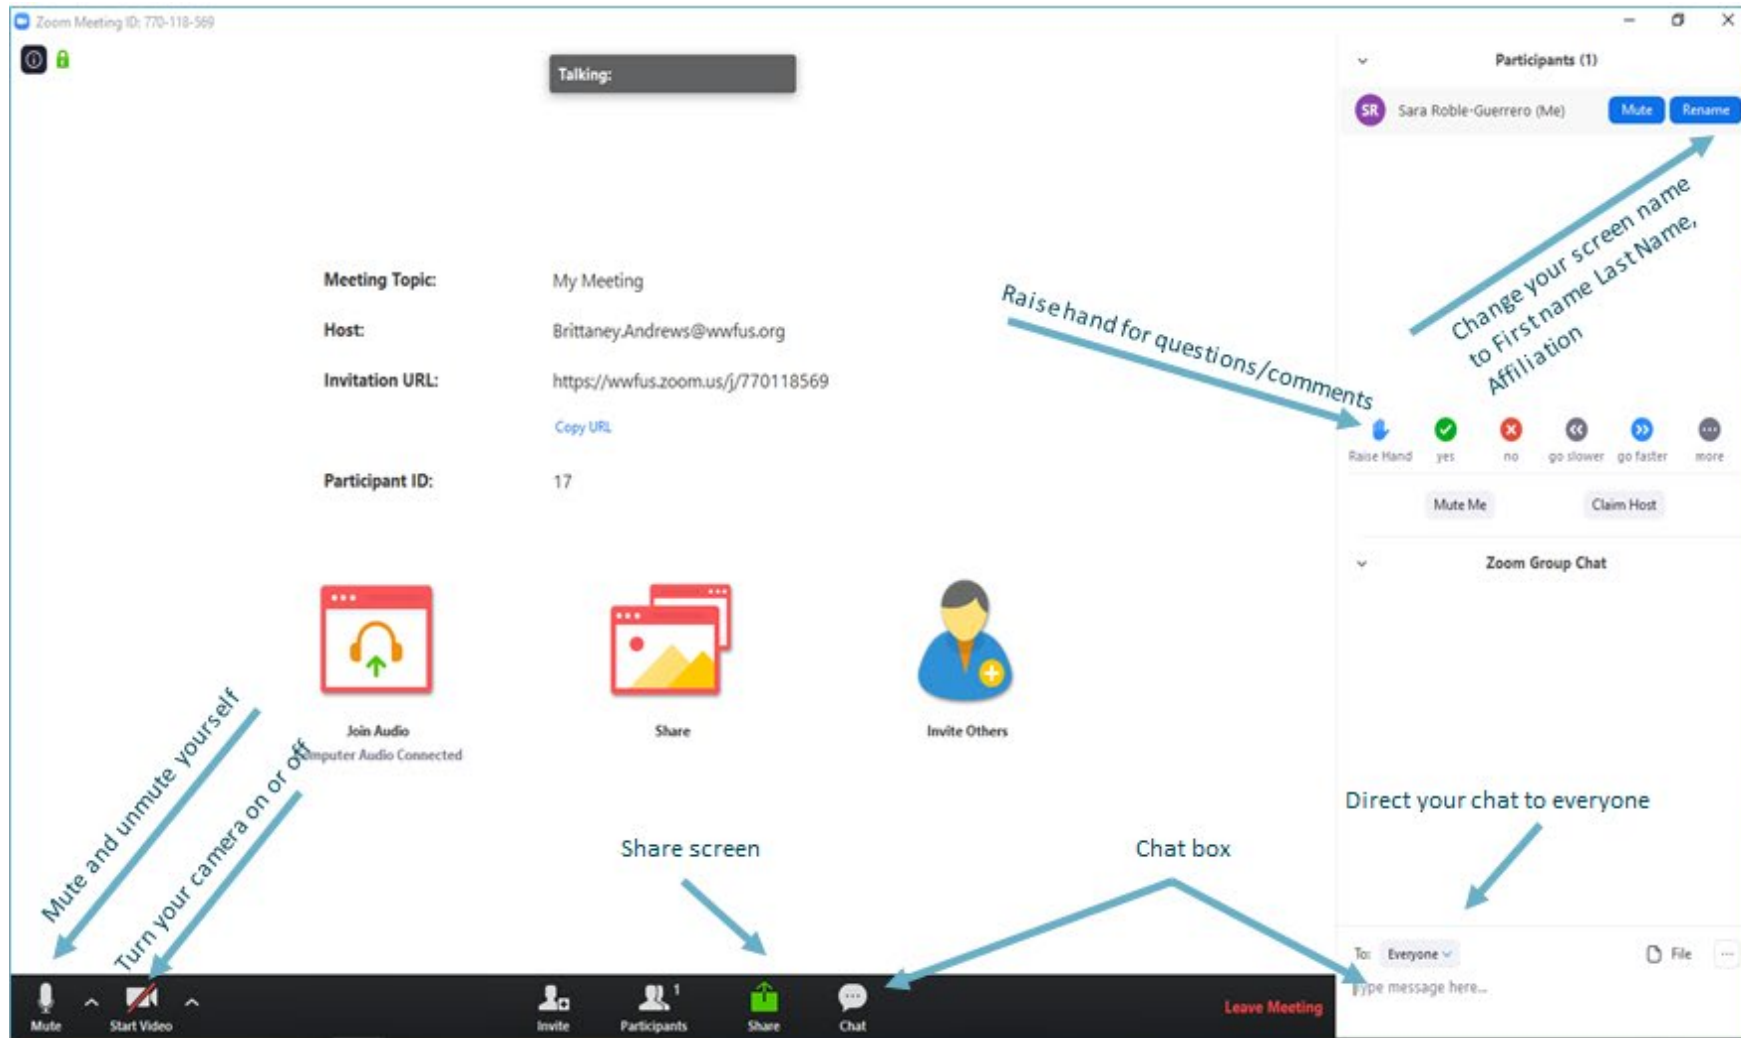 Zoom Meeting ID: 770-118-569
Talking:
Participants (1)
SR Sara Roble-Guerrero (Me) Mute Rename
Change your screen name
to Firstname LastName,
Affiliation
Meeting Topic: My Meeting
Host: Brittaney.Andrews@wwfus.org
Invitation URL: https://wwfus.zoom.us/j/770118569
Copy URL
Participant ID: 17
Raise hand for questions/comments
Raise Hand yes no go slower go faster more
Mute Me Claim Host
Zoom Group Chat
Join Audio Share Invite Others
Computer Audio Connected
Mute and unmute yourself
Turn your camera on or off
Share screen
Chat box
Direct your chat to everyone
To: Everyone File ...
Type message here...
Mute Start Video Invite Participants 1 Share Chat Leave Meeting